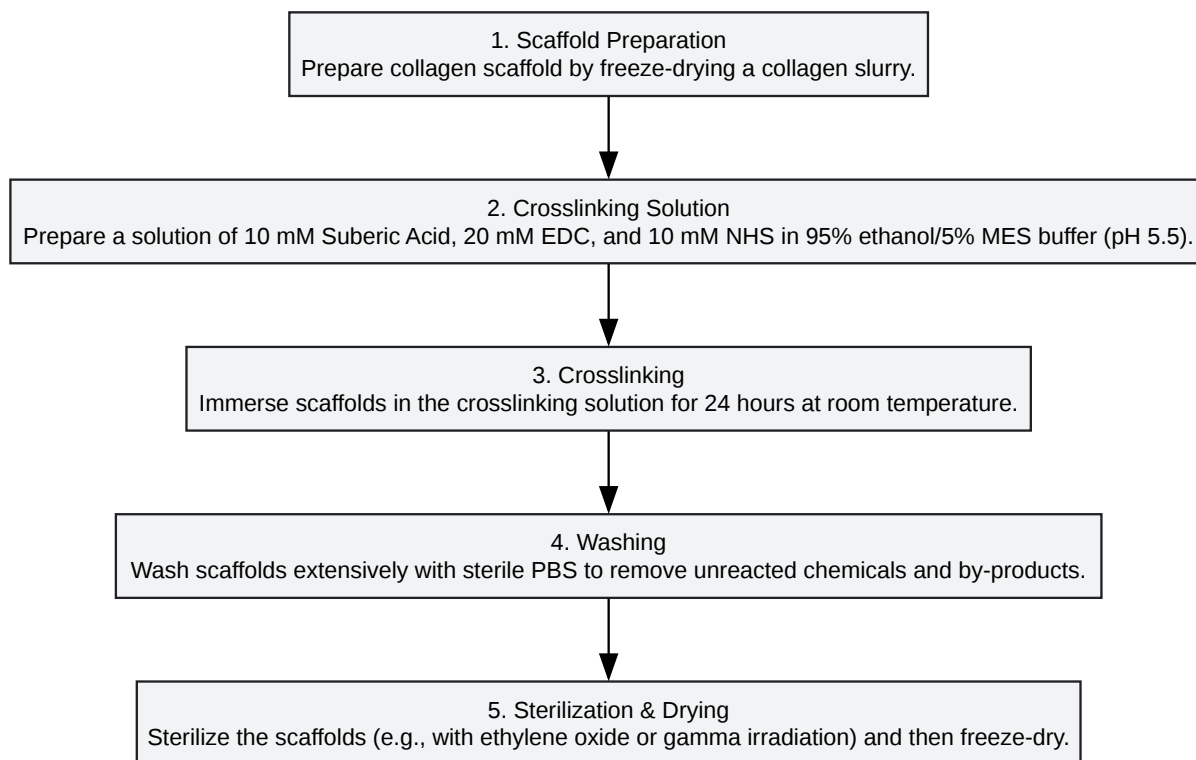 1. Scaffold Preparation
Prepare collagen scaffold by freeze-drying a collagen slurry.
2. Crosslinking Solution
Prepare a solution of 10 mM Suberic Acid, 20 mM EDC, and 10 mM NHS in 95% ethanol/5% MES buffer (pH 5.5).
3. Crosslinking
Immerse scaffolds in the crosslinking solution for 24 hours at room temperature.
4. Washing
Wash scaffolds extensively with sterile PBS to remove unreacted chemicals and by-products.
5. Sterilization & Drying
Sterilize the scaffolds (e.g., with ethylene oxide or gamma irradiation) and then freeze-dry.